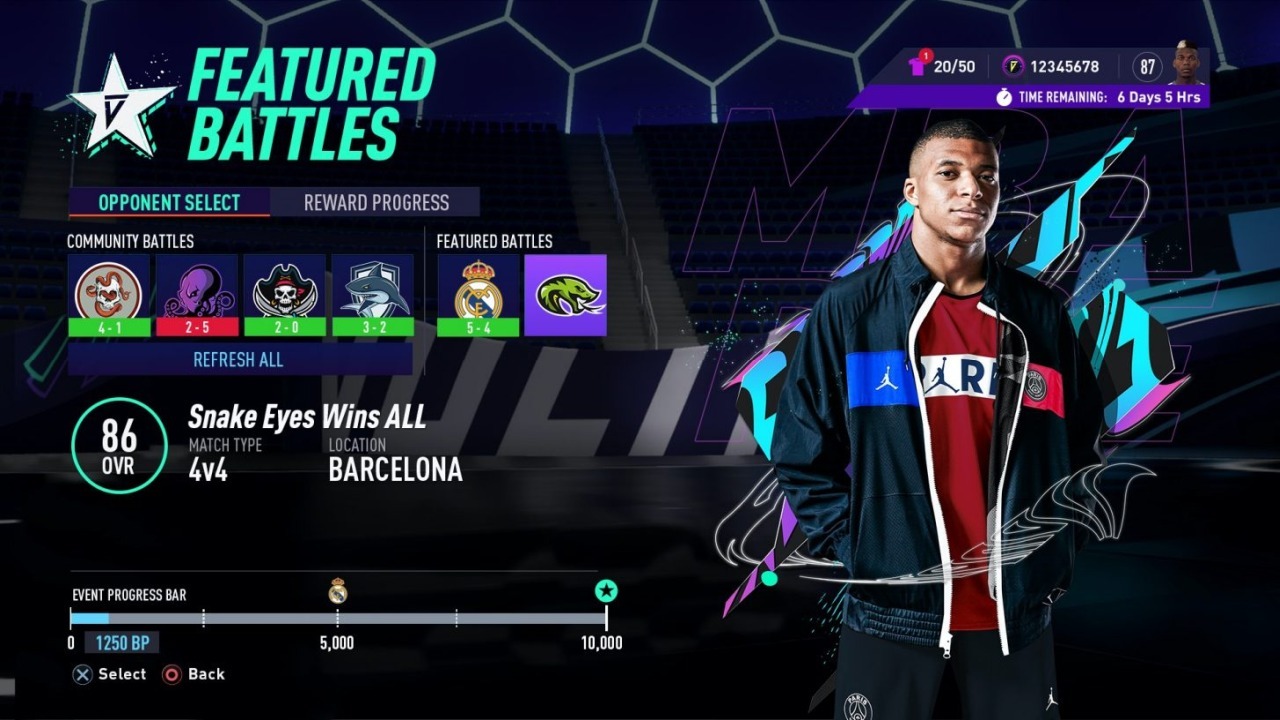 FEATURED
BATTLES
1
20/50
12345678
87
TIME REMAINING: 6 Days 5 Hrs
OPPONENT SELECT
REWARD PROGRESS
COMMUNITY BATTLES
FEATURED BATTLES
4 - 1
2 - 5
2 - 0
3 - 2
5 - 4
REFRESH ALL
86
OVR
Snake Eyes Wins ALL
MATCH TYPE
LOCATION
4v4
BARCELONA
EVENT PROGRESS BAR
0
1250 BP
5,000
10,000
Select
Back
PARIS